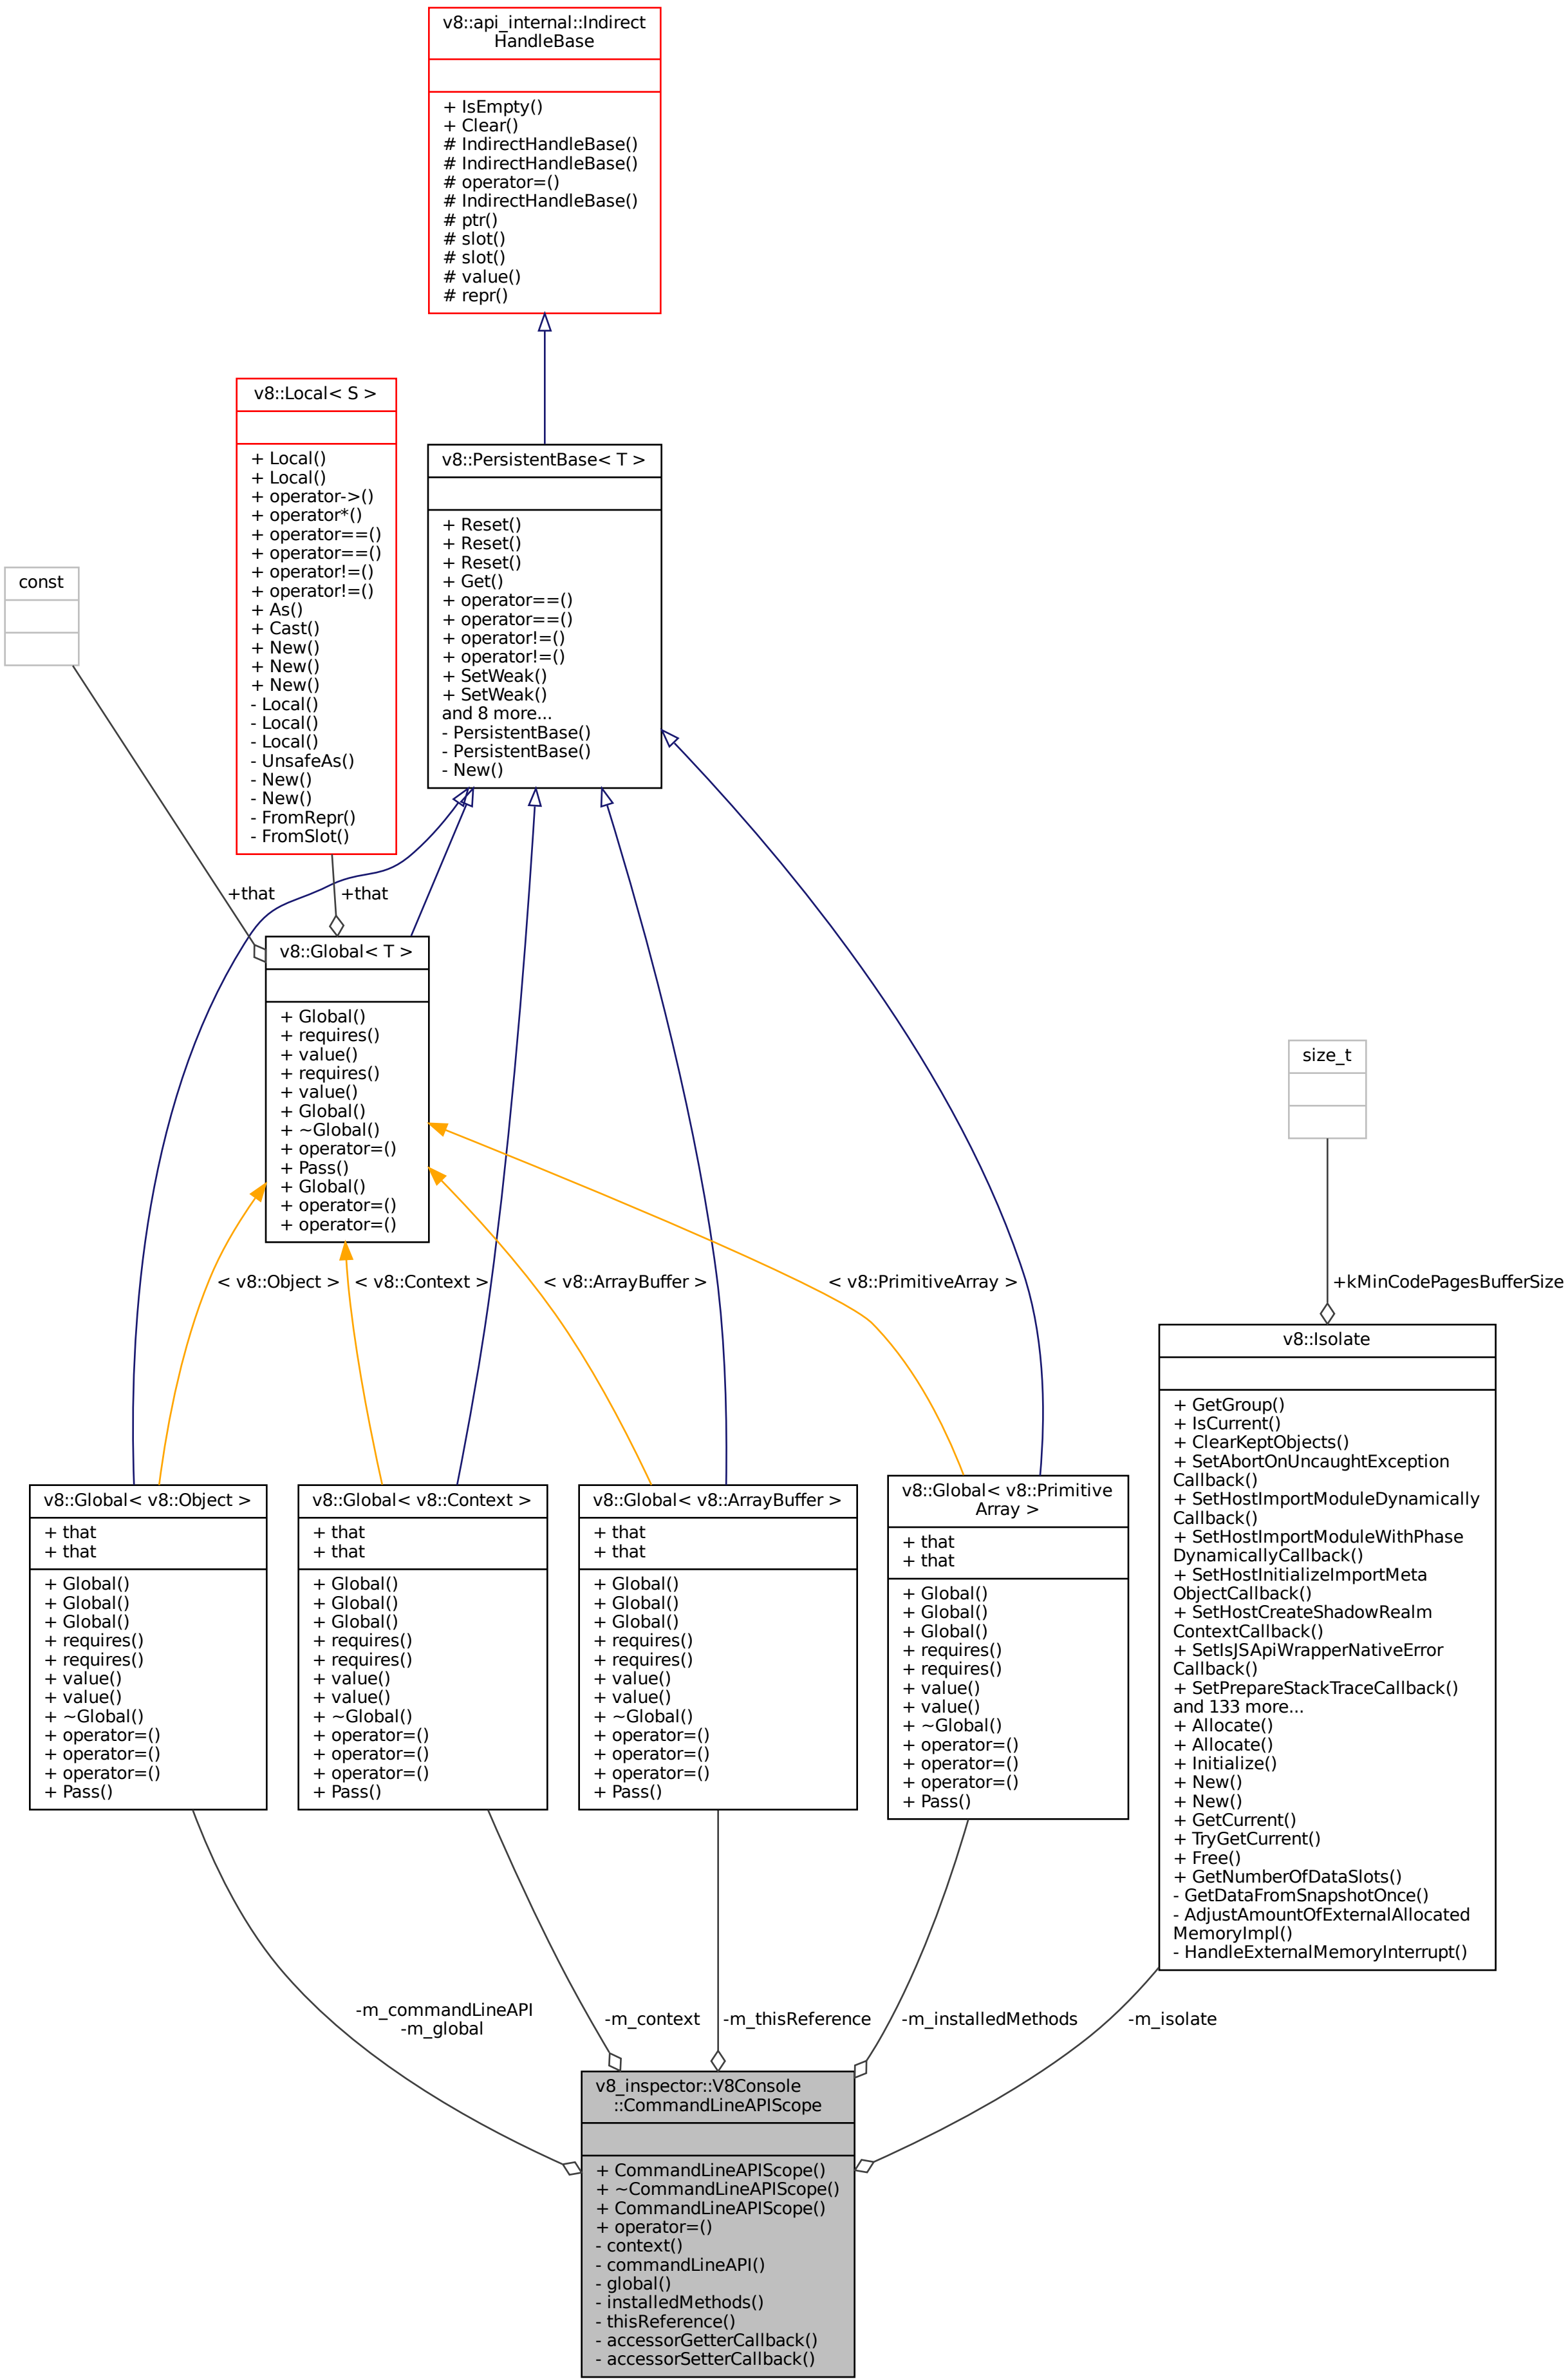 v8::api_internal::Indirect
HandleBase
+ IsEmpty()
+ Clear()
# IndirectHandleBase()
# IndirectHandleBase()
# operator=()
# IndirectHandleBase()
# ptr()
# slot()
# slot()
# value()
# repr()
v8::Local< S >
+ Local()
+ Local()
+ operator->()
+ operator*()
+ operator==()
+ operator==()
+ operator!=()
+ operator!=()
+ As()
+ Cast()
+ New()
+ New()
+ New()
- Local()
- Local()
- Local()
- UnsafeAs()
- New()
- New()
- FromRepr()
- FromSlot()
v8::PersistentBase< T >
+ Reset()
+ Reset()
+ Reset()
+ Get()
+ operator==()
+ operator==()
+ operator!=()
+ operator!=()
+ SetWeak()
+ SetWeak()
and 8 more...
- PersistentBase()
- PersistentBase()
- New()
const
+that
+that
v8::Global< T >
+ Global()
+ requires()
+ value()
+ requires()
+ value()
+ Global()
+ ~Global()
+ operator=()
+ Pass()
+ Global()
+ operator=()
+ operator=()
size_t
< v8::Object >
< v8::Context >
< v8::ArrayBuffer >
< v8::PrimitiveArray >
+kMinCodePagesBufferSize
v8::Global< v8::Object >
+ that
+ that
+ Global()
+ Global()
+ Global()
+ requires()
+ requires()
+ value()
+ value()
+ ~Global()
+ operator=()
+ operator=()
+ operator=()
+ Pass()
v8::Global< v8::Context >
+ that
+ that
+ Global()
+ Global()
+ Global()
+ requires()
+ requires()
+ value()
+ value()
+ ~Global()
+ operator=()
+ operator=()
+ operator=()
+ Pass()
v8::Global< v8::ArrayBuffer >
+ that
+ that
+ Global()
+ Global()
+ Global()
+ requires()
+ requires()
+ value()
+ value()
+ ~Global()
+ operator=()
+ operator=()
+ operator=()
+ Pass()
v8::Global< v8::Primitive
Array >
+ that
+ that
+ Global()
+ Global()
+ Global()
+ requires()
+ requires()
+ value()
+ value()
+ ~Global()
+ operator=()
+ operator=()
+ operator=()
+ Pass()
v8::Isolate
+ GetGroup()
+ IsCurrent()
+ ClearKeptObjects()
+ SetAbortOnUncaughtException
Callback()
+ SetHostImportModuleDynamically
Callback()
+ SetHostImportModuleWithPhase
DynamicallyCallback()
+ SetHostInitializeImportMeta
ObjectCallback()
+ SetHostCreateShadowRealm
ContextCallback()
+ SetIsJSApiWrapperNativeError
Callback()
+ SetPrepareStackTraceCallback()
and 133 more...
+ Allocate()
+ Allocate()
+ Initialize()
+ New()
+ New()
+ GetCurrent()
+ TryGetCurrent()
+ Free()
+ GetNumberOfDataSlots()
- GetDataFromSnapshotOnce()
- AdjustAmountOfExternalAllocated
MemoryImpl()
- HandleExternalMemoryInterrupt()
-m_commandLineAPI
-m_global
-m_context
-m_thisReference
-m_installedMethods
-m_isolate
v8_inspector::V8Console
::CommandLineAPIScope
+ CommandLineAPIScope()
+ ~CommandLineAPIScope()
+ CommandLineAPIScope()
+ operator=()
- context()
- commandLineAPI()
- global()
- installedMethods()
- thisReference()
- accessorGetterCallback()
- accessorSetterCallback()